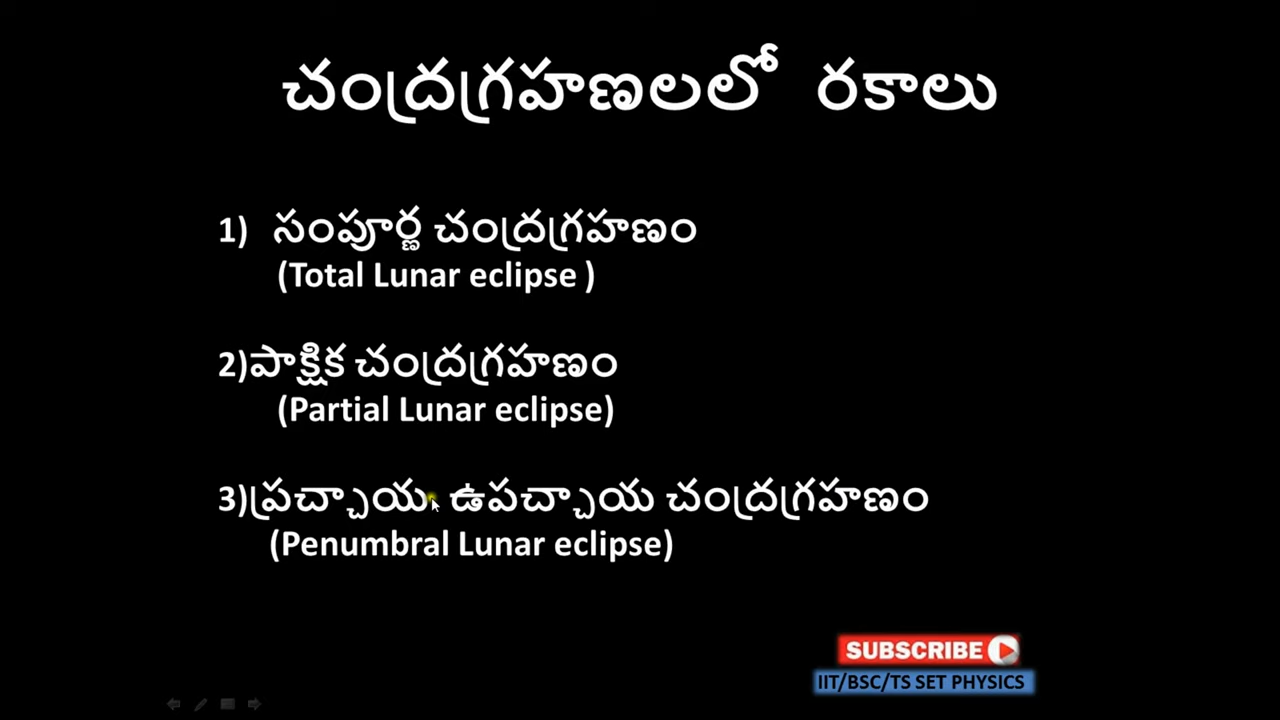 చంద్రగ్రహణలలో రకాలు
1) సంపూర్ణ చంద్రగ్రహణం
(Total Lunar eclipse )
2)పాక్షిక చంద్రగ్రహణం
(Partial Lunar eclipse)
3)ప్రచ్చాయ ఉపచ్చాయ చంద్రగ్రహణం
(Penumbral Lunar eclipse)
SUBSCRIBE
IIT/BSC/TS SET PHYSICS